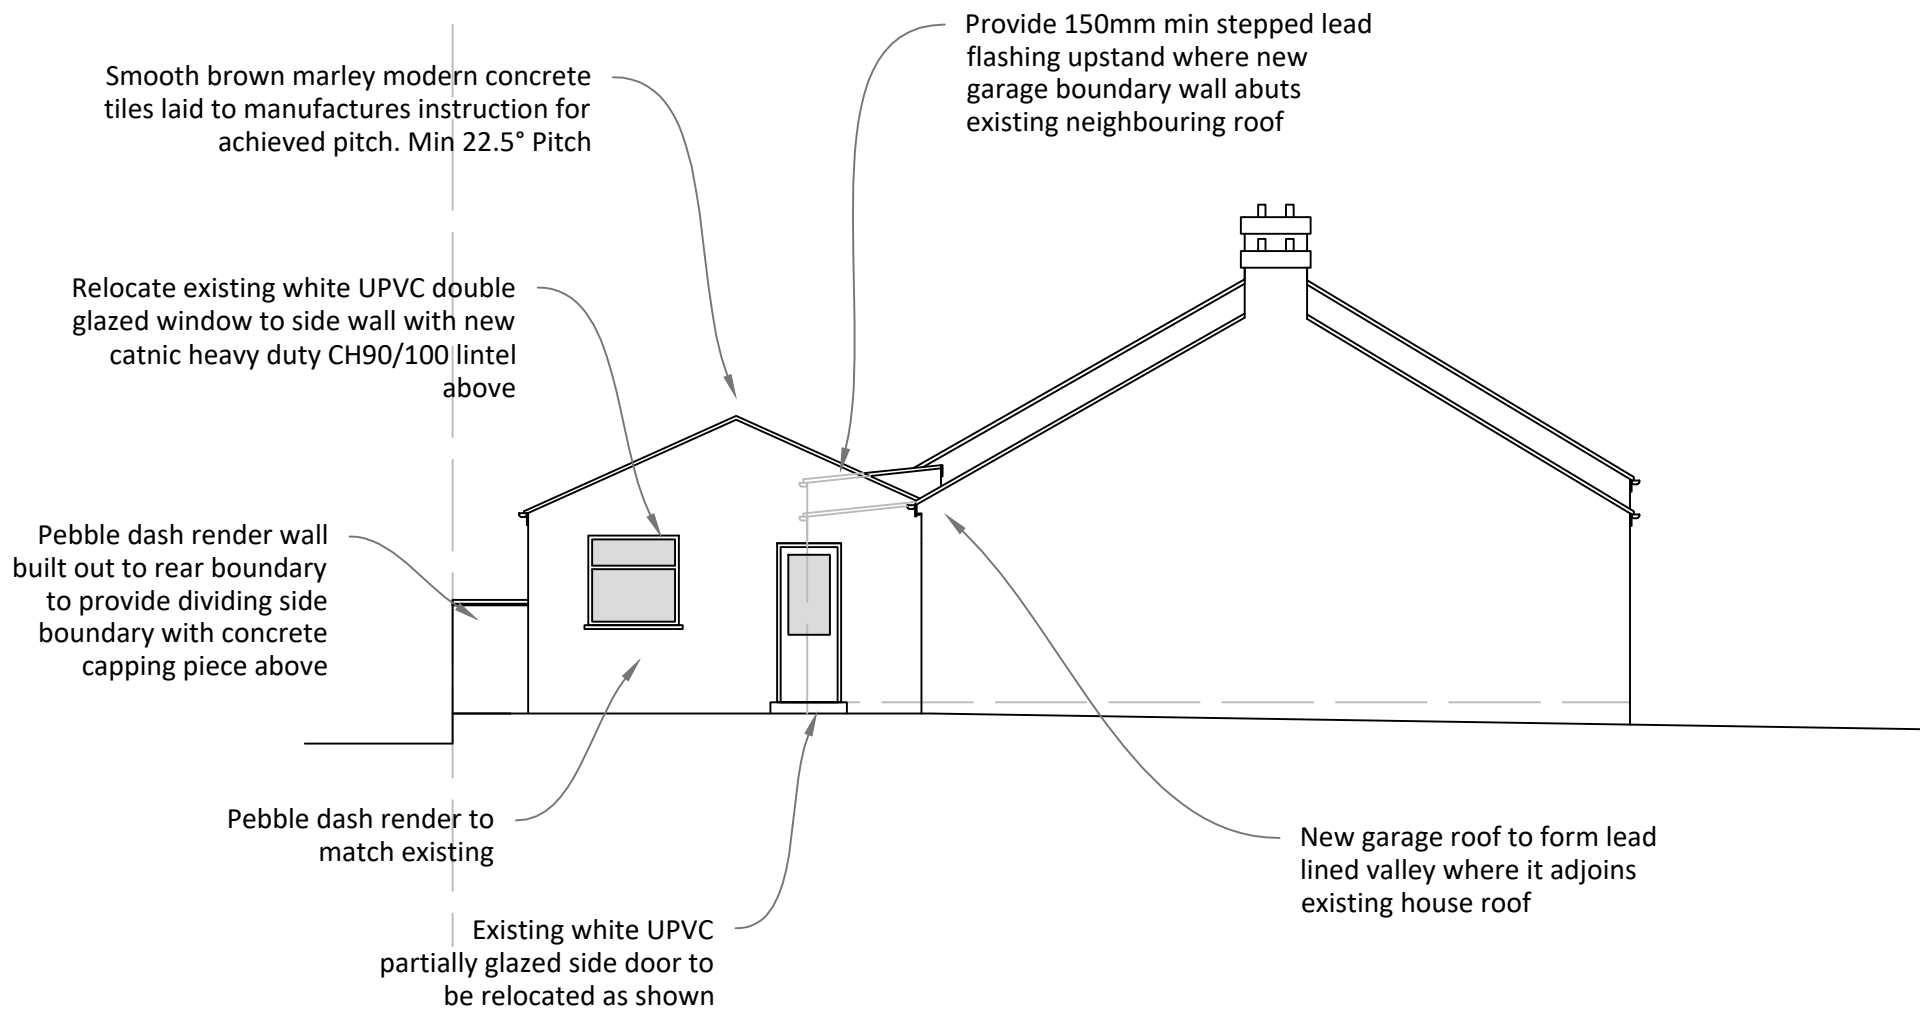 Provide 150mm min stepped lead
flashing upstand where new
garage boundary wall abuts
existing neighbouring roof
Smooth brown marley modern concrete
tiles laid to manufactures instruction for
achieved pitch. Min 22.5° Pitch
Relocate existing white UPVC double
glazed window to side wall with new
catnic heavy duty CH90/100 lintel
above
Pebble dash render wall
built out to rear boundary
to provide dividing side
boundary with concrete
capping piece above
Pebble dash render to
match existing
New garage roof to form lead
lined valley where it adjoins
existing house roof
Existing white UPVC
partially glazed side door to
be relocated as shown